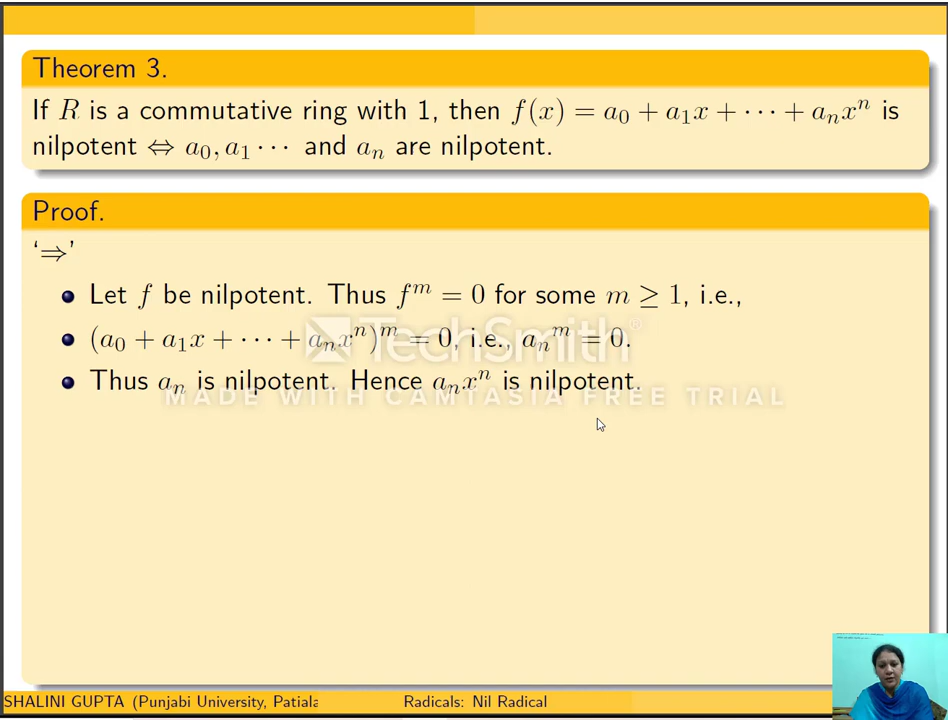 Theorem 3.
If R is a commutative ring with 1, then f(x) = a₀ + a₁x + ··· + aₙxⁿ is
nilpotent ⇔ a₀, a₁ ··· and aₙ are nilpotent.
Proof.
‘⇒’
Let f be nilpotent. Thus fᵐ = 0 for some m ≥ 1, i.e.,
(a₀ + a₁x + ··· + aₙxⁿ)ᵐ = 0, i.e., aₙᵐ = 0.
TechSmith®
Thus aₙ is nilpotent. Hence aₙxⁿ is nilpotent.
MADE WITH CAMTASIA FREE TRIAL
SHALINI GUPTA (Punjabi University, Patiala Radicals: Nil Radical